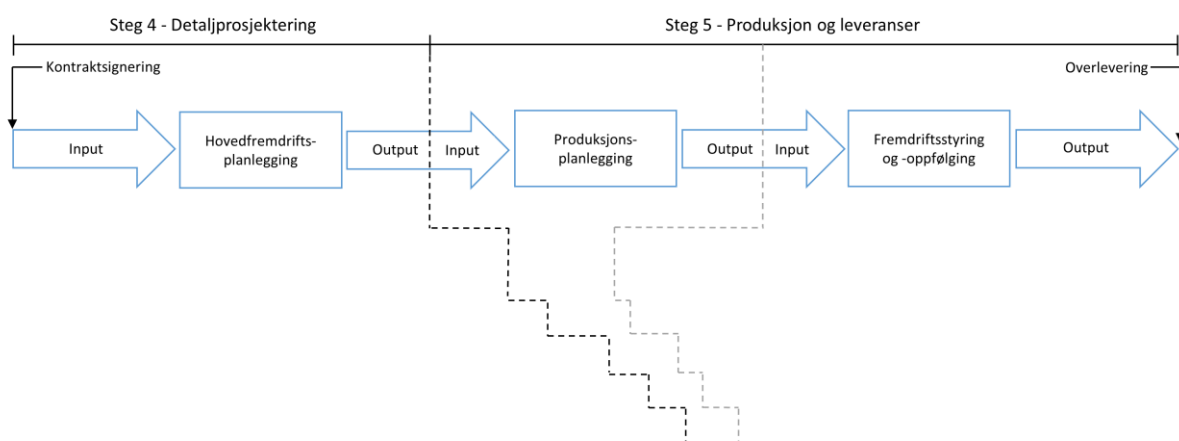 Steg 4 - Detaljprosjektering
Steg 5 - Produksjon og leveranser
Kontraktsignering
Overlevering
Input
Hovedfremdrifts-
planlegging
Output
Input
Produksjons-
planlegging
Output
Input
Fremdriftsstyring
og -oppfølging
Output